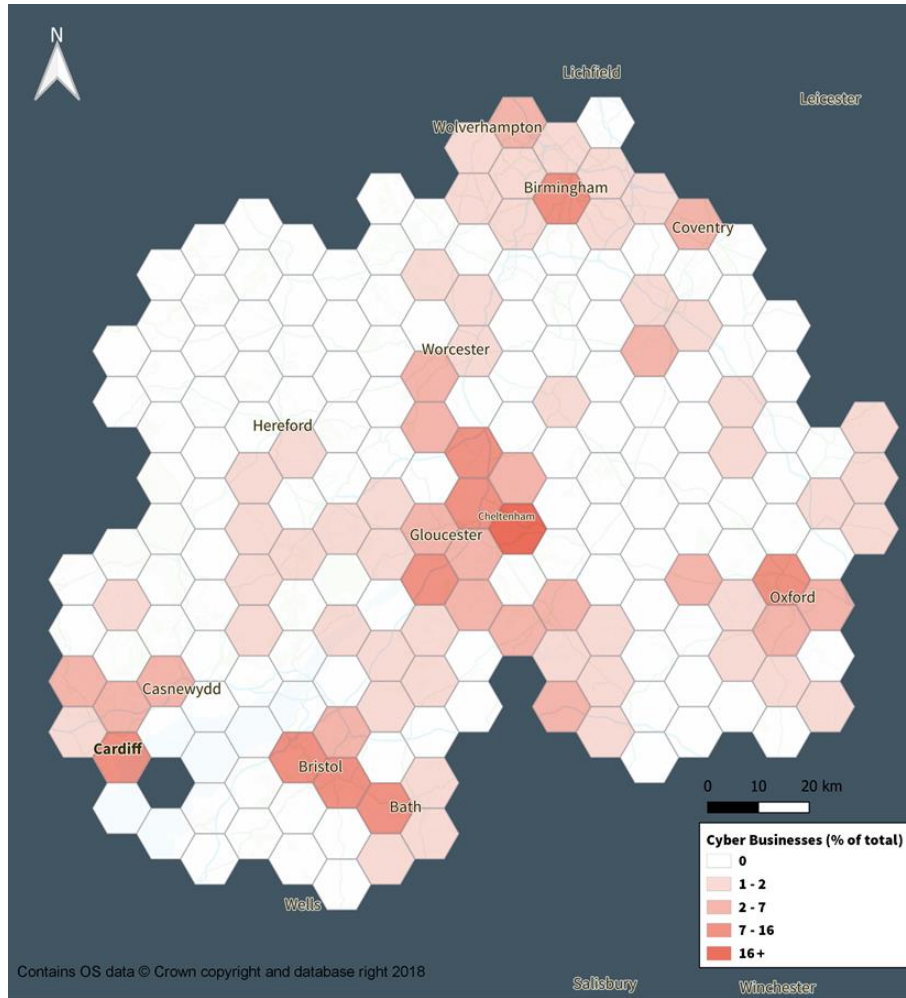 N
Lichfield
Leicester
Wolverhampton
Birmingham
Coventry
Worcester
Hereford
Cheltenham
Gloucester
Oxford
Casnewydd
Cardiff
Bristol
Bath
0 10 20 km
Cyber Businesses (% of total)
0
1 - 2
2 - 7
7 - 16
16+
Wells
Contains OS data © Crown copyright and database right 2018
Salisbury
Winchester